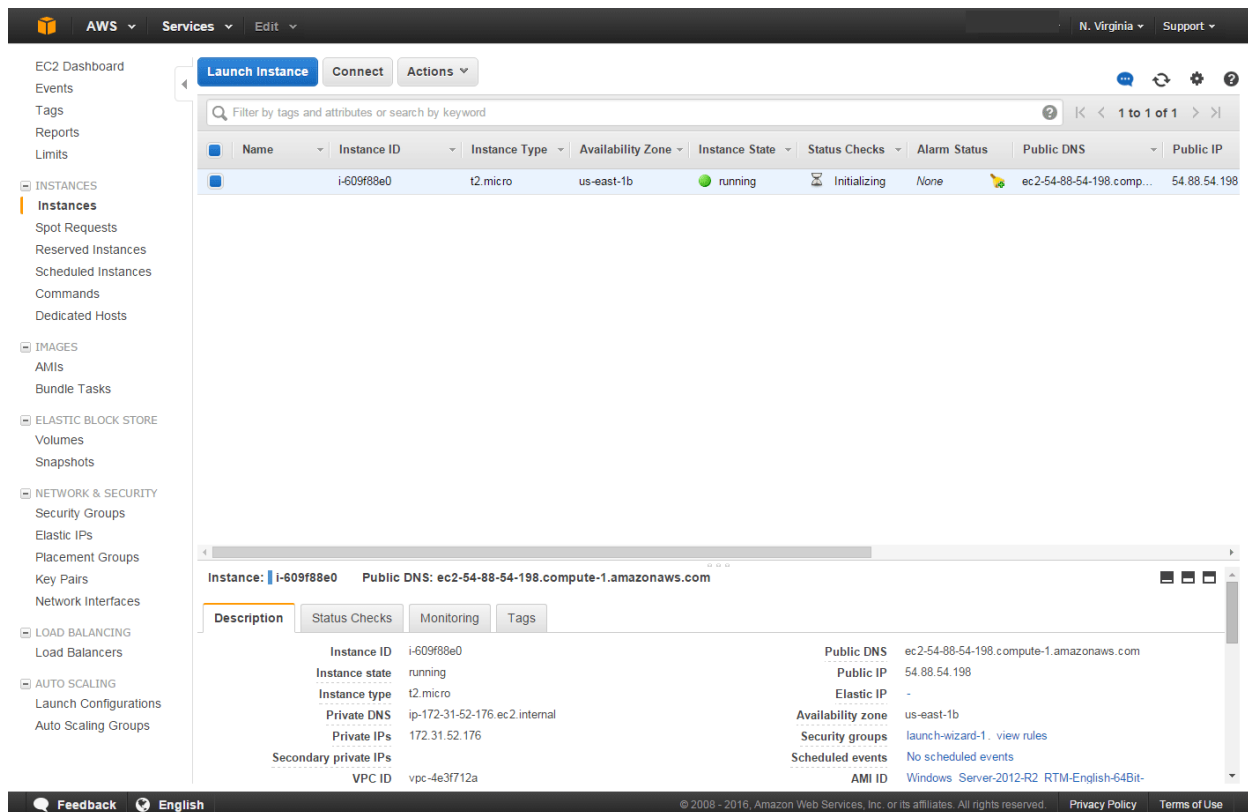 AWS Services Edit N. Virginia Support
EC2 Dashboard
Events
Tags
Reports
Limits
INSTANCES
Instances
Spot Requests
Reserved Instances
Scheduled Instances
Commands
Dedicated Hosts
IMAGES
AMIs
Bundle Tasks
ELASTIC BLOCK STORE
Volumes
Snapshots
NETWORK & SECURITY
Security Groups
Elastic IPs
Placement Groups
Key Pairs
Network Interfaces
LOAD BALANCING
Load Balancers
AUTO SCALING
Launch Configurations
Auto Scaling Groups
Launch Instance Connect Actions
Filter by tags and attributes or search by keyword 1 to 1 of 1
Name Instance ID Instance Type Availability Zone Instance State Status Checks Alarm Status Public DNS Public IP
i-609f88e0 t2.micro us-east-1b running Initializing None ec2-54-88-54-198.comp... 54.88.54.198
Instance: i-609f88e0 Public DNS: ec2-54-88-54-198.compute-1.amazonaws.com
Description Status Checks Monitoring Tags
Instance ID i-609f88e0 Public DNS ec2-54-88-54-198.compute-1.amazonaws.com
Instance state running Public IP 54.88.54.198
Instance type t2.micro Elastic IP -
Private DNS ip-172-31-52-176.ec2.internal Availability zone us-east-1b
Private IPs 172.31.52.176 Security groups launch-wizard-1. view rules
Secondary private IPs Scheduled events No scheduled events
VPC ID vpc-4e3f712a AMI ID Windows_Server-2012-R2_RTM-English-64Bit-
Feedback English © 2008 - 2016, Amazon Web Services, Inc. or its affiliates. All rights reserved. Privacy Policy Terms of Use